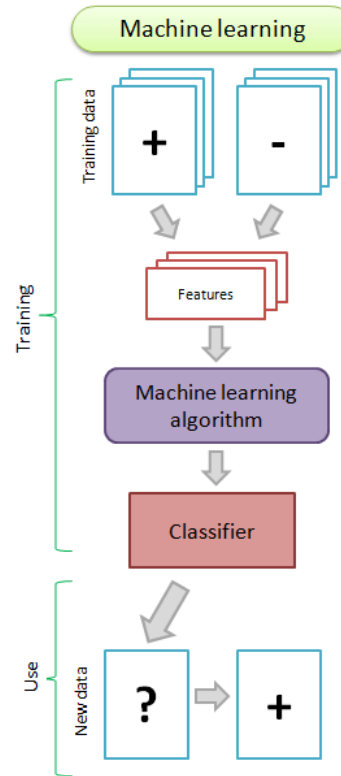 Machine learning
Training data
+
-
Features
Training
Machine learning
algorithm
Classifier
Use
New data
?
+